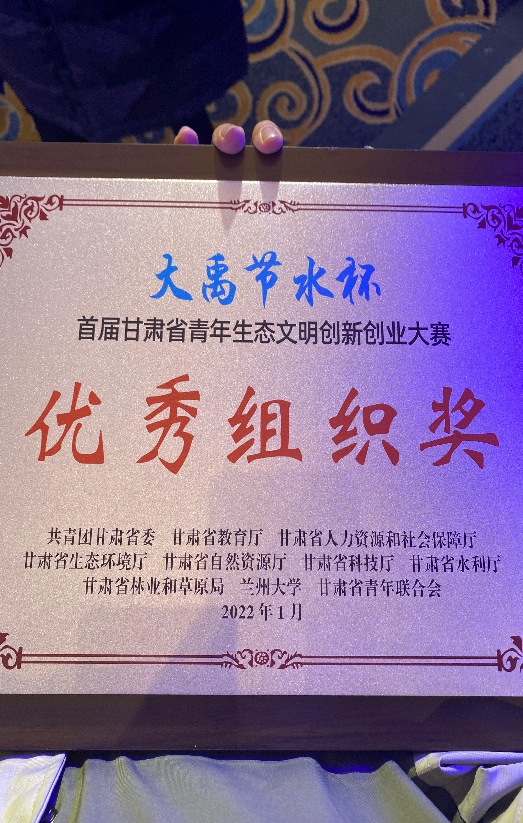 大禹节水杯
首届甘肃省青年生态文明创新创业大赛
优秀组织奖
共青团甘肃省委 甘肃省教育厅 甘肃省人力资源和社会保障厅
甘肃省生态环境厅 甘肃省自然资源厅 甘肃省科技厅 甘肃省水利厅
甘肃省林业和草原局 兰州大学 甘肃省青年联合会
2022年1月